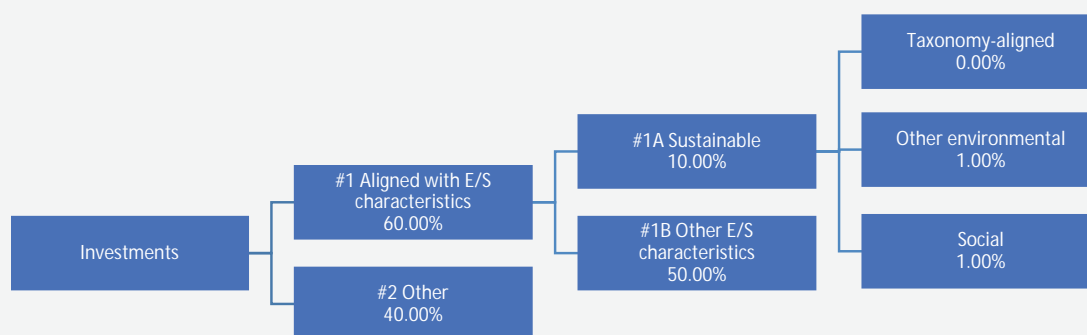 Investments
#1 Aligned with E/S
characteristics
60.00%
#2 Other
40.00%
#1A Sustainable
10.00%
#1B Other E/S
characteristics
50.00%
Taxonomy-aligned
0.00%
Other environmental
1.00%
Social
1.00%